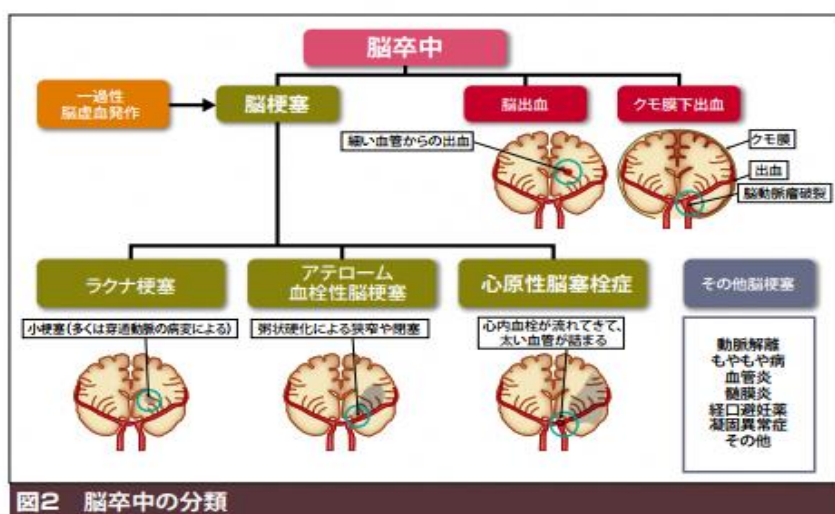 脳卒中
一過性
脳虚血発作
脳梗塞
脳出血
クモ膜下出血
細い血管からの出血
クモ膜
出血
脳動脈瘤破裂
ラクナ梗塞
アテローム
血栓性脳梗塞
心原性脳塞栓症
その他脳梗塞
小梗塞(多くは穿通動脈の病変による)
粥状硬化による狭窄や閉塞
心内血栓が流れてきて、
太い血管が詰まる
動脈解離
もやもや病
血管炎
髄膜炎
経口避妊薬
凝固異常症
その他
図2 脳卒中の分類